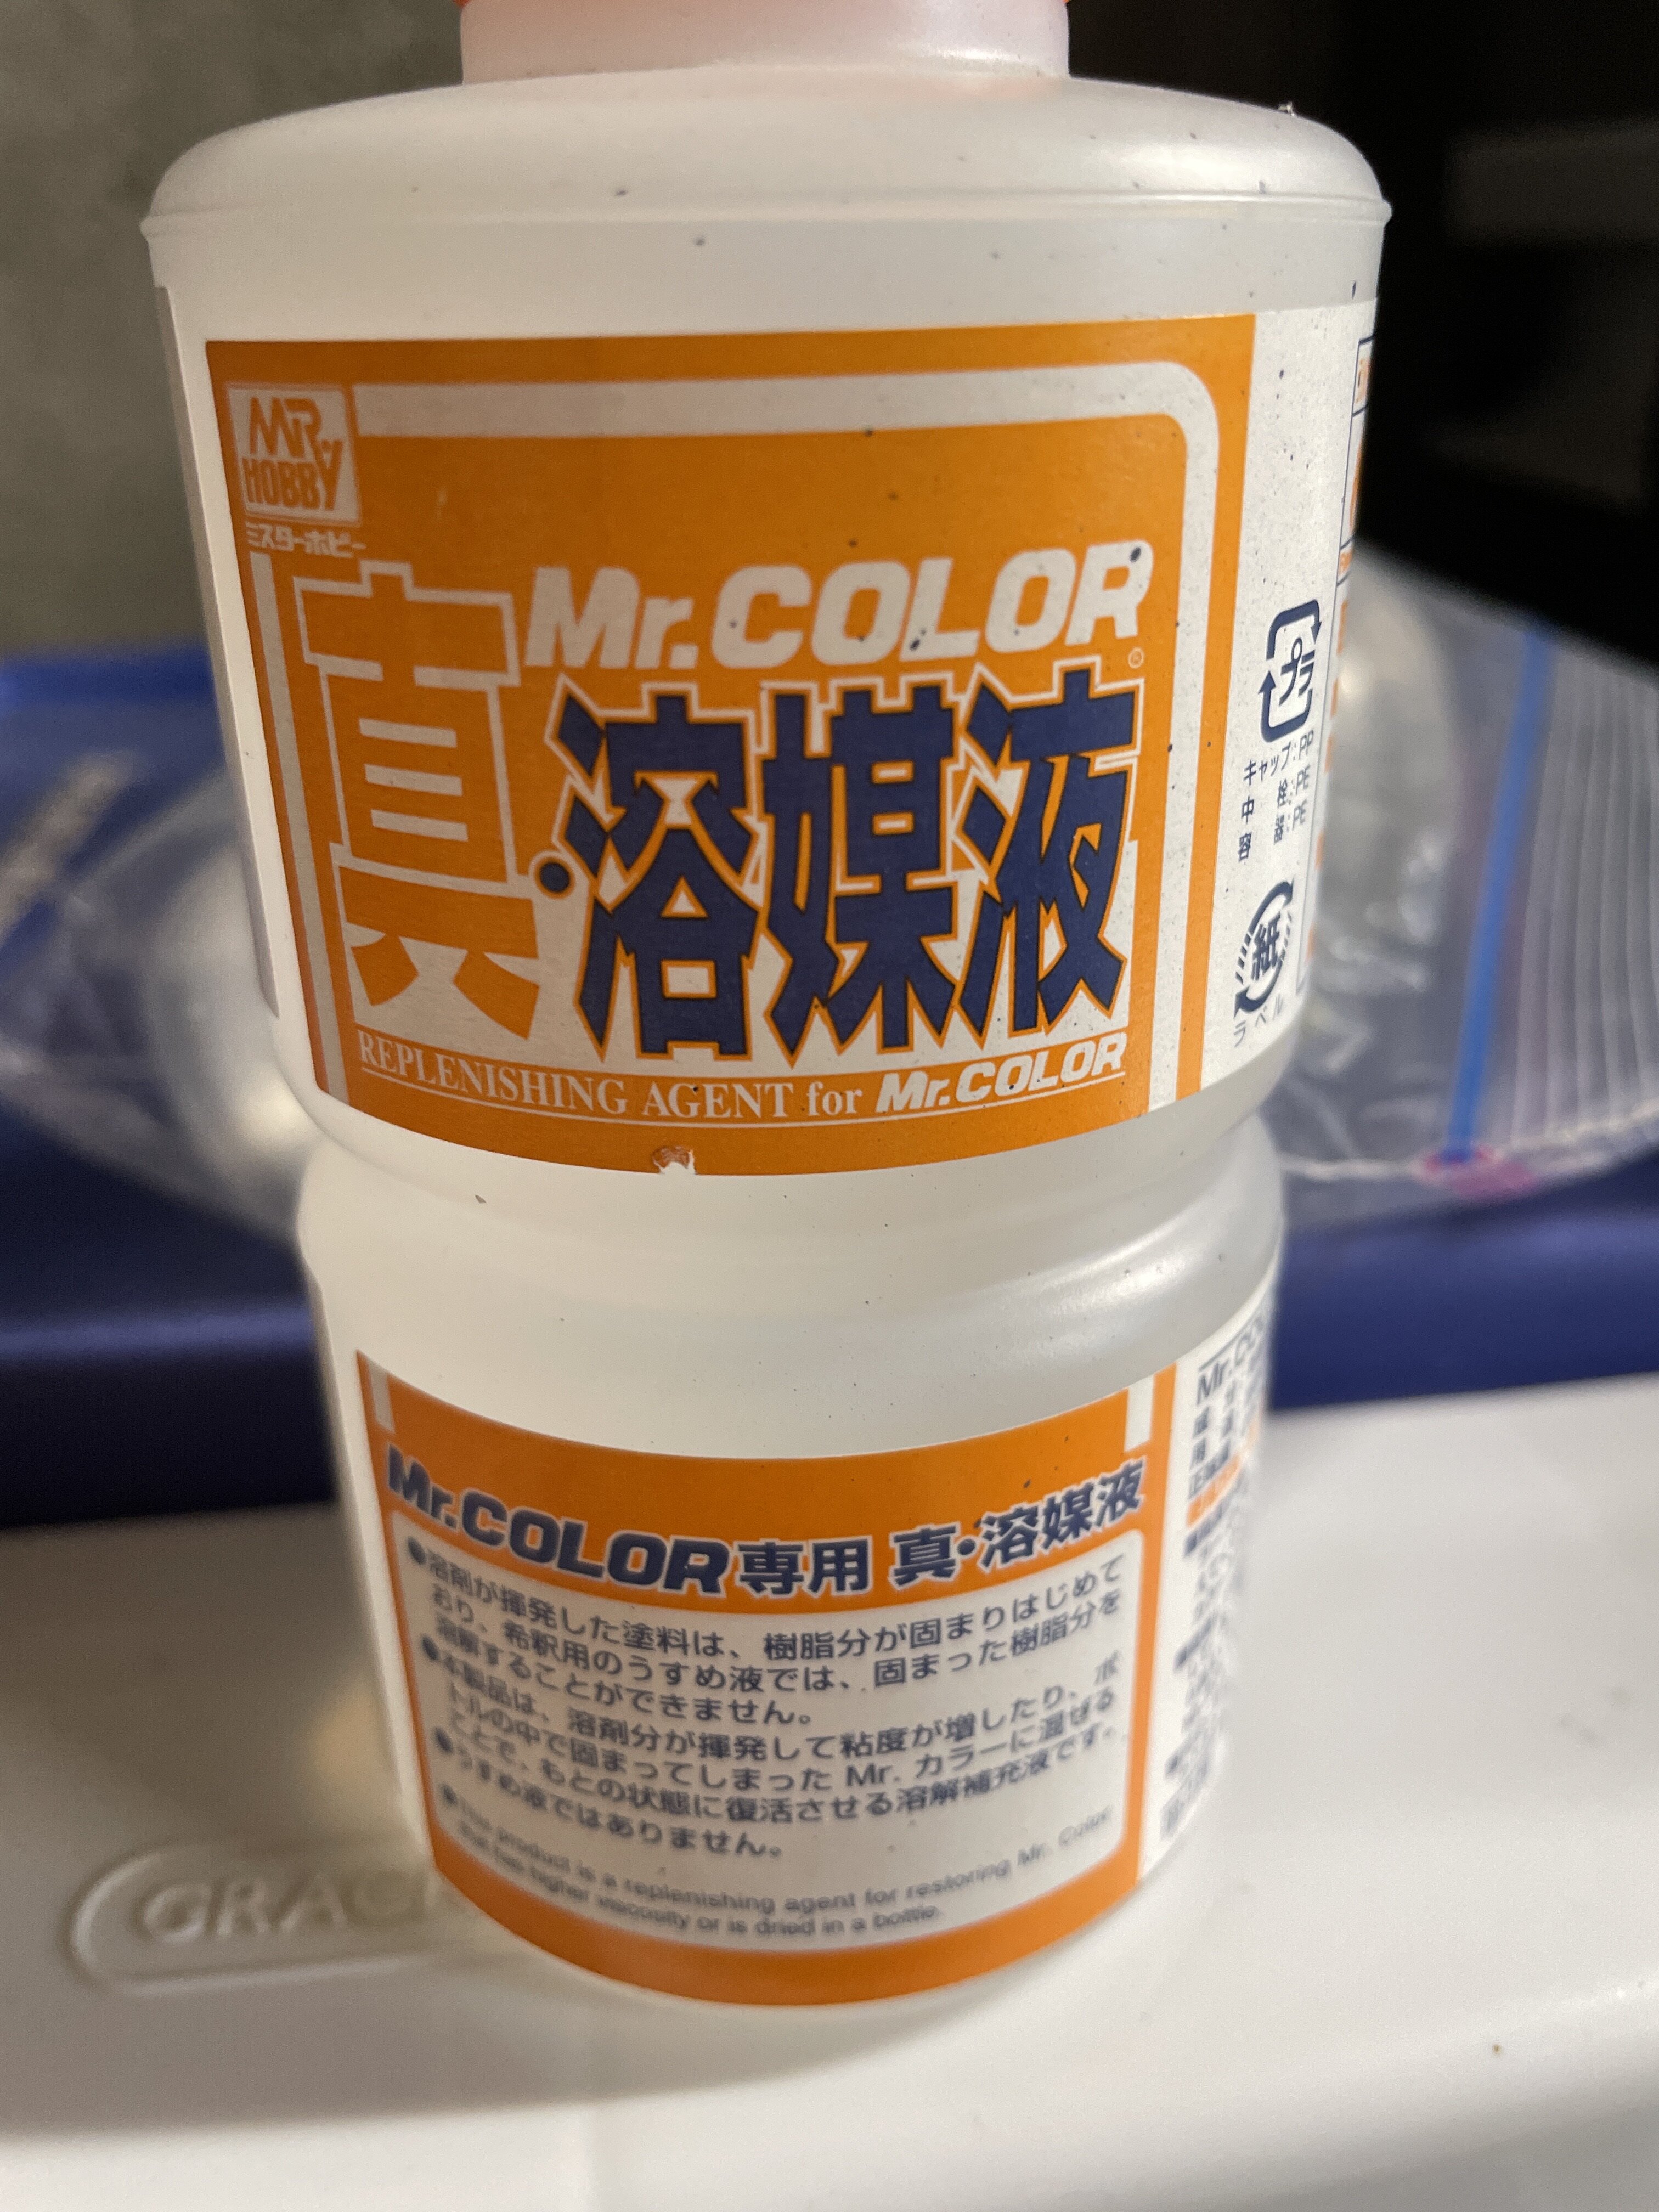 MR HOBBY
ミスターホビー
Mr.COLOR
真・溶媒液
REPLENISHING AGENT for Mr.COLOR
プラ
キャップ:PP
中 栓:PE
容 器:PE
紙
ラベル
Mr.COLOR専用 真・溶媒液
●溶剤が揮発した塗料は、樹脂分が固まりはじめて
おり、希釈用のうすめ液では、固まった樹脂分を
溶解することができません。
●本製品は、溶剤分が揮発して粘度が増したり、ボ
トルの中で固まってしまった Mr. カラーに混ぜる
ことで、もとの状態に復活させる溶解補充液です。
●うすめ液ではありません。
●This product is a replenishing agent for restoring Mr. Color
that has higher viscosity or is dried in a bottle.
Mr.CO
GRAC